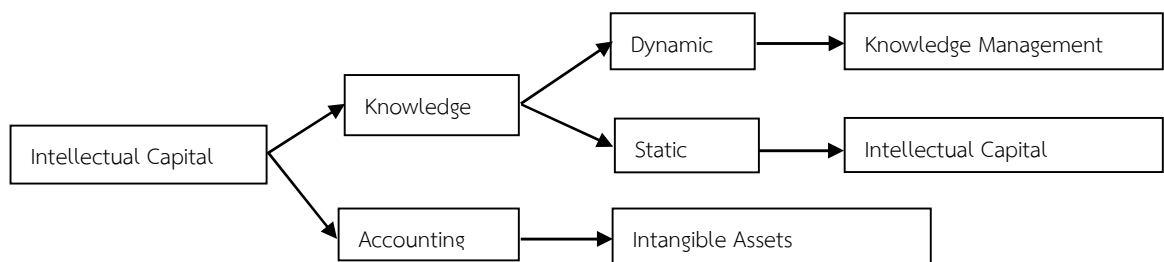 Dynamic
Knowledge Management
Knowledge
Intellectual Capital
Static
Intellectual Capital
Accounting
Intangible Assets